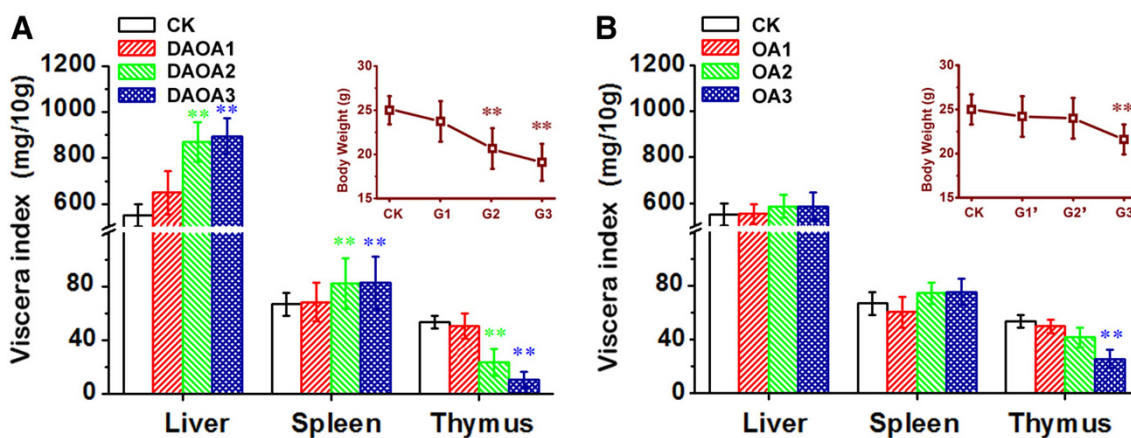 A
CK
DAOA1
DAOA2
DAOA3
Viscera index (mg/10g)
1200
1000
800
600
80
40
0
** **
** **
**
**
Liver Spleen Thymus
Body Weight (g)
30
25
20
15
**
**
CK G1 G2 G3
B
CK
OA1
OA2
OA3
Viscera index (mg/10g)
1200
1000
800
600
80
40
0
**
Liver Spleen Thymus
Body Weight (g)
30
25
20
15
**
CK G1' G2' G3